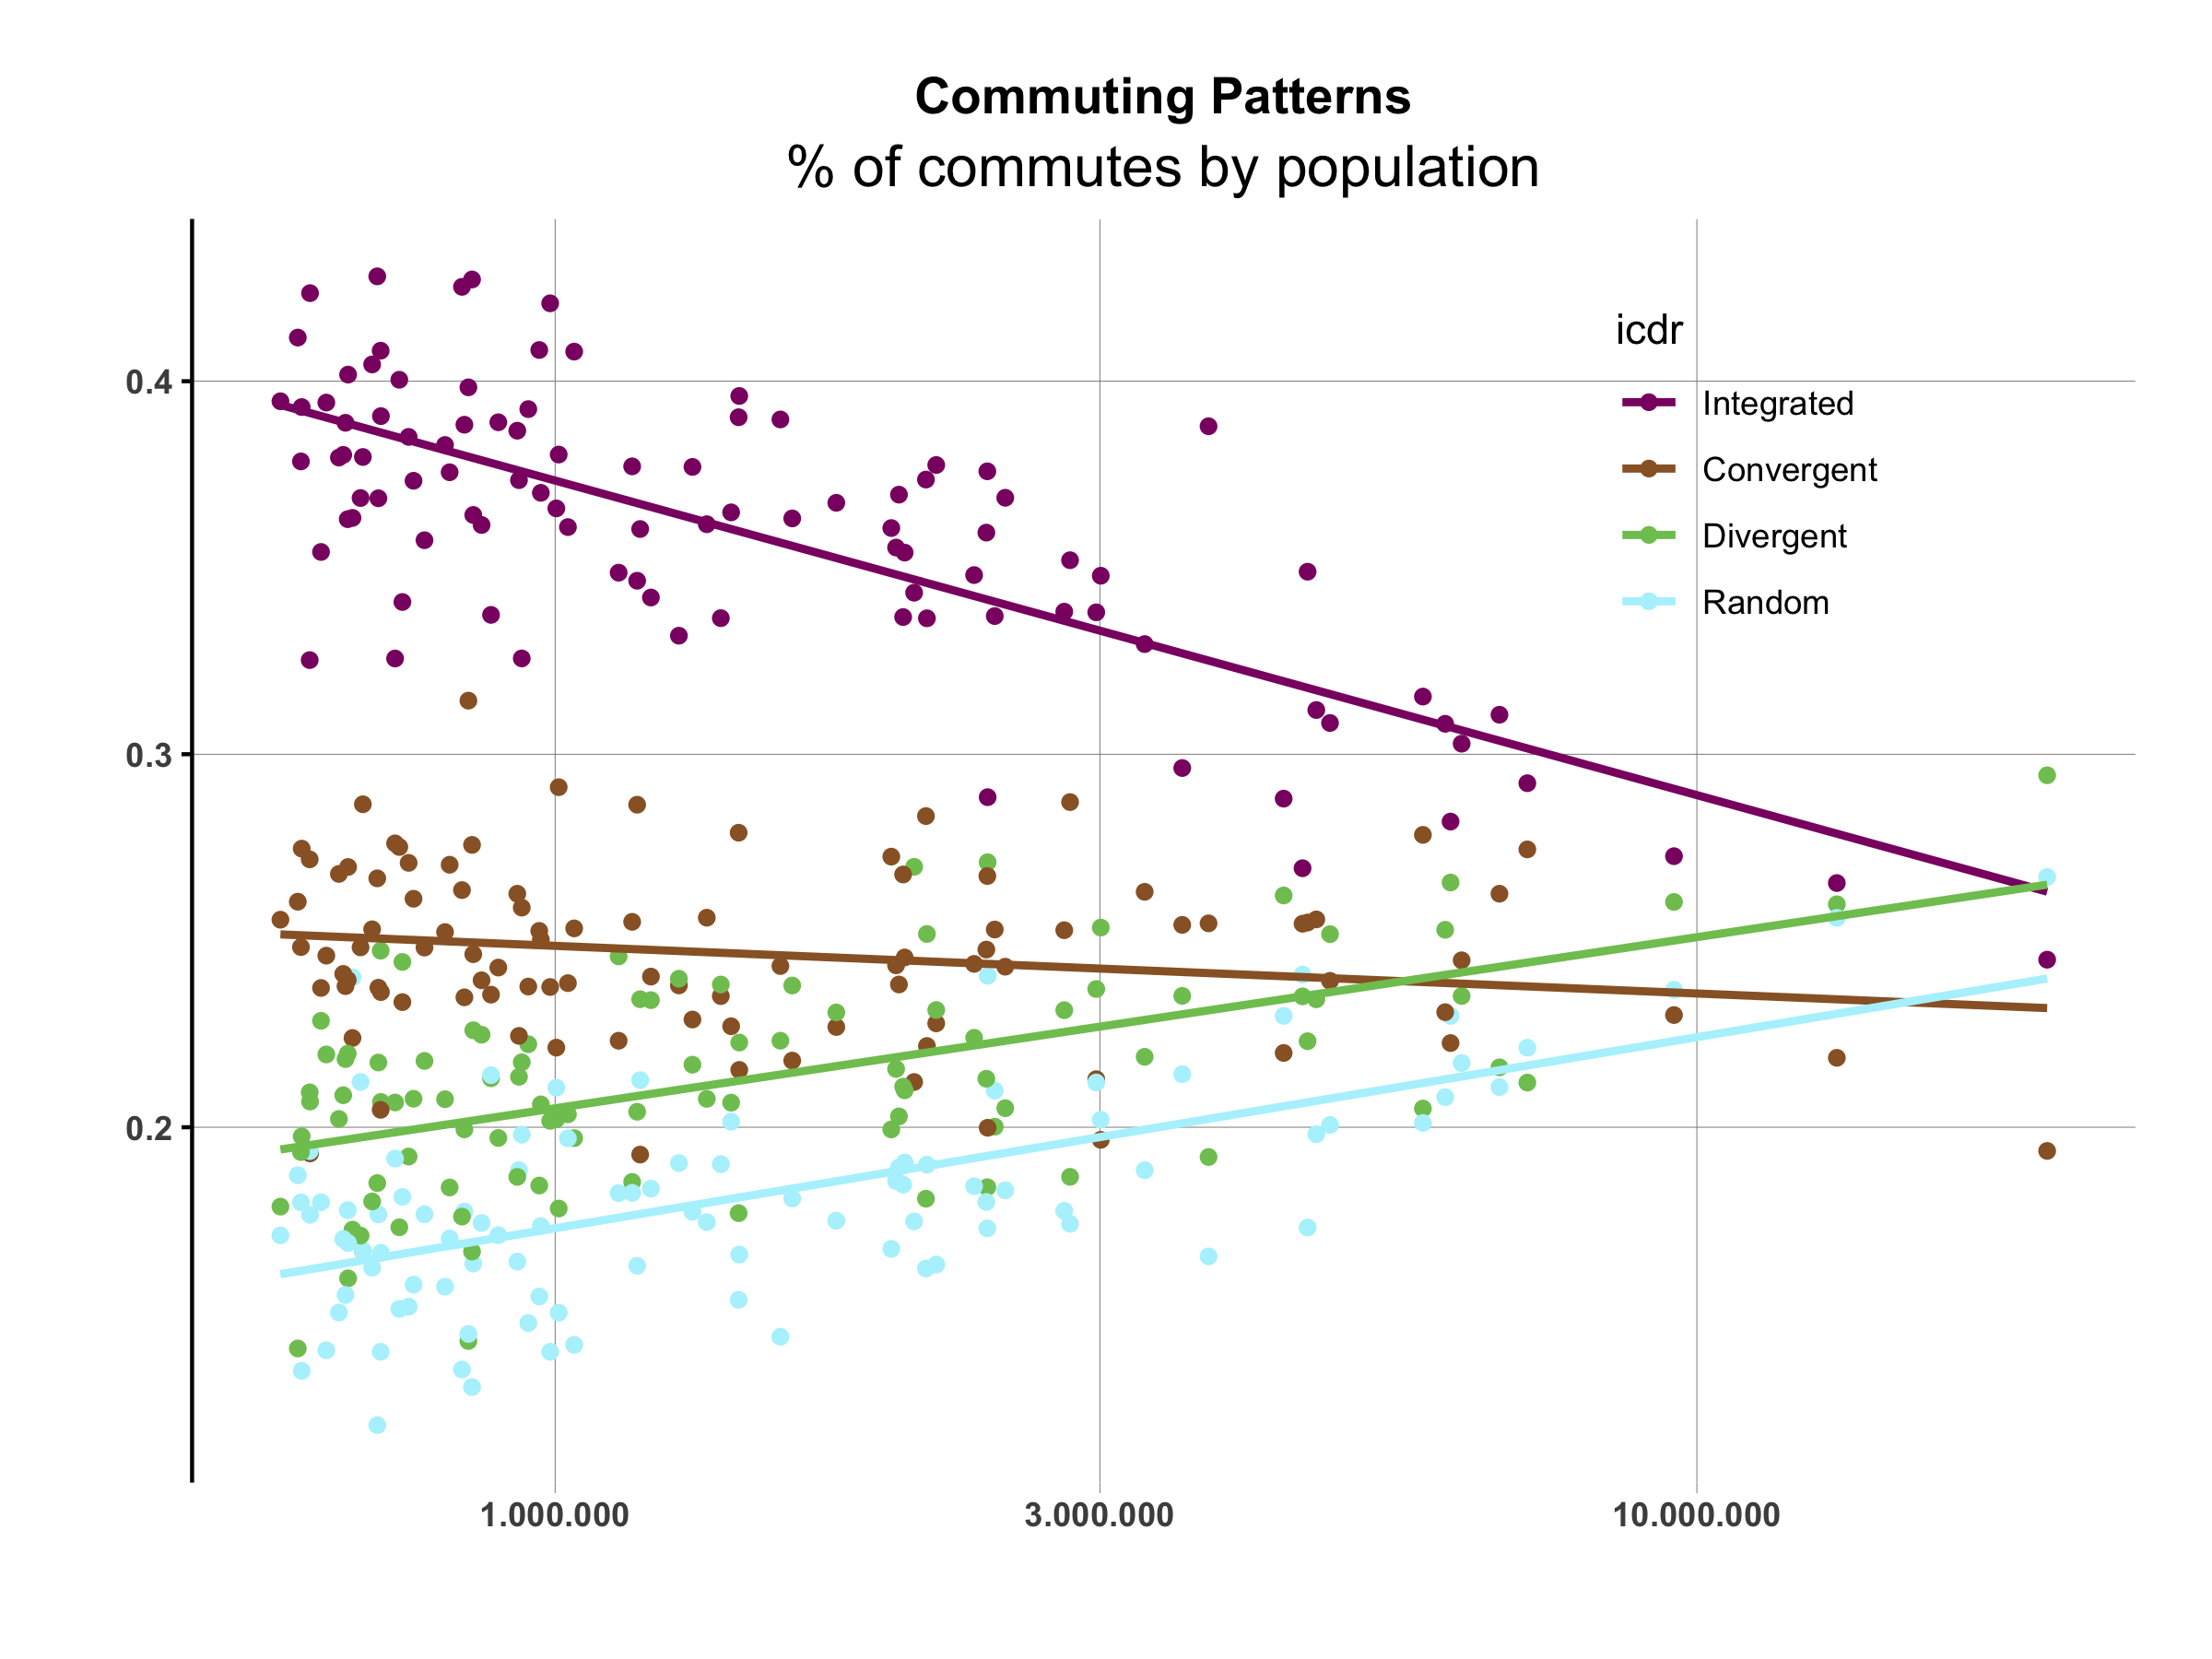 Commuting Patterns
% of commutes by population
icdr
Integrated
Convergent
Divergent
Random
0.4
0.3
0.2
1.000.000
3.000.000
10.000.000